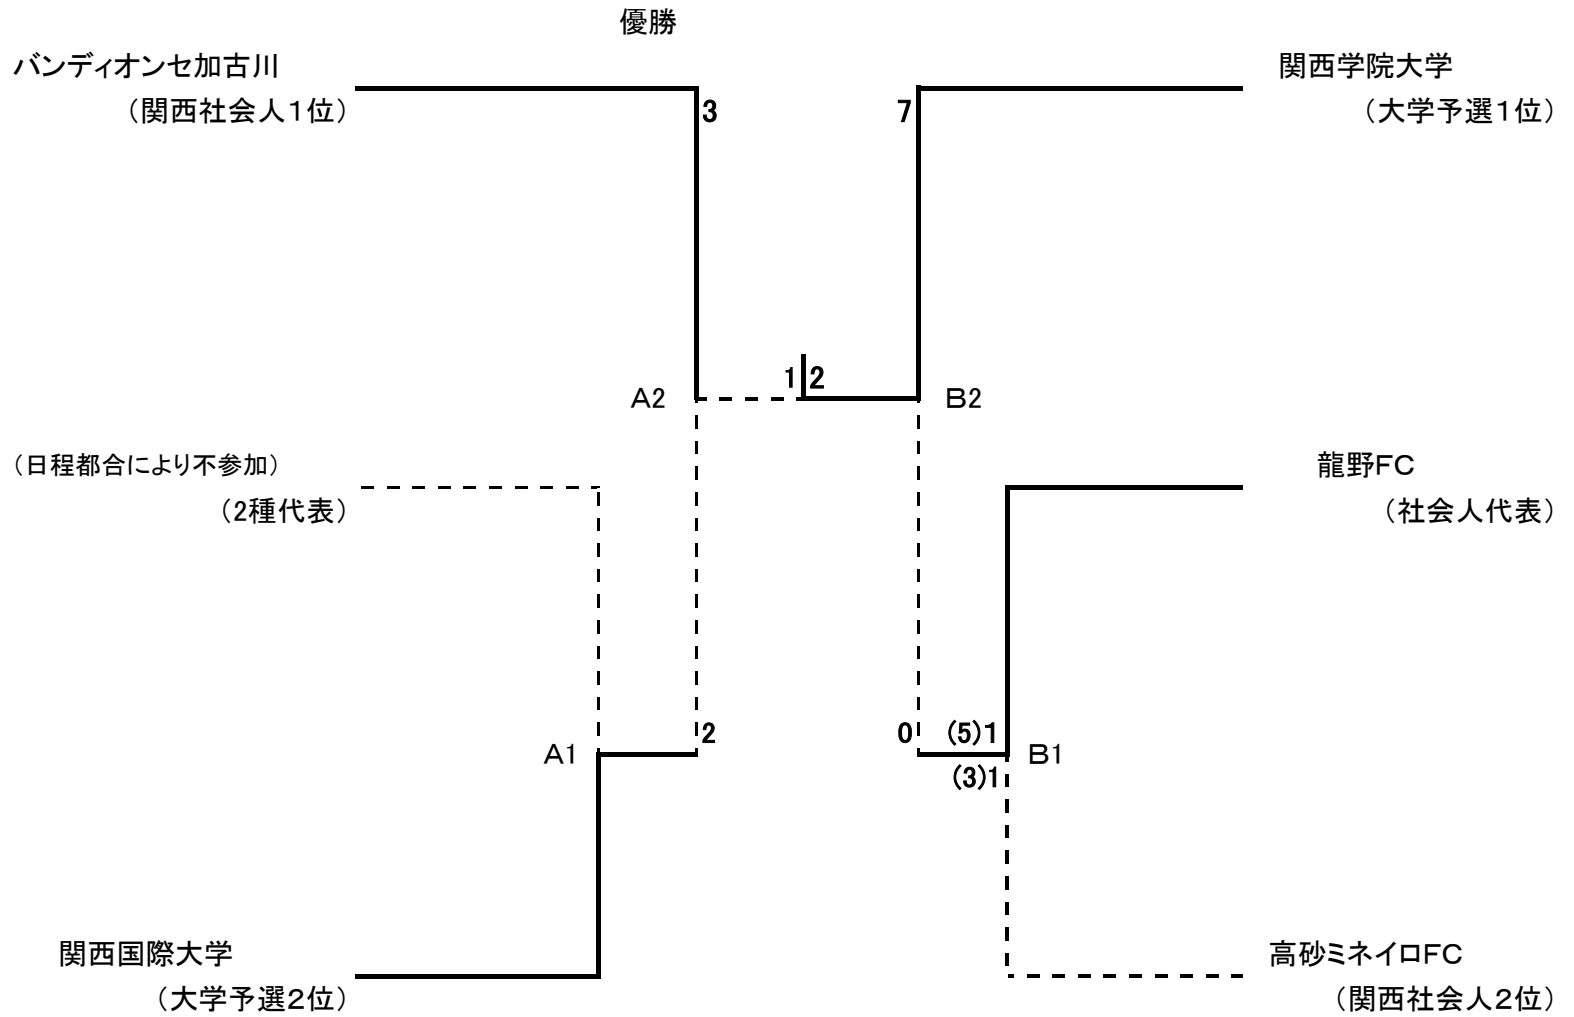 優勝
バンディオンセ加古川
（関西社会人１位）
関西学院大学
（大学予選１位）
3
7
1
2
A2
B2
（日程都合により不参加）
（2種代表）
龍野FC
（社会人代表）
2
0
(5)1
A1
B1
(3)1
関西国際大学
（大学予選２位）
高砂ミネイロFC
（関西社会人２位）